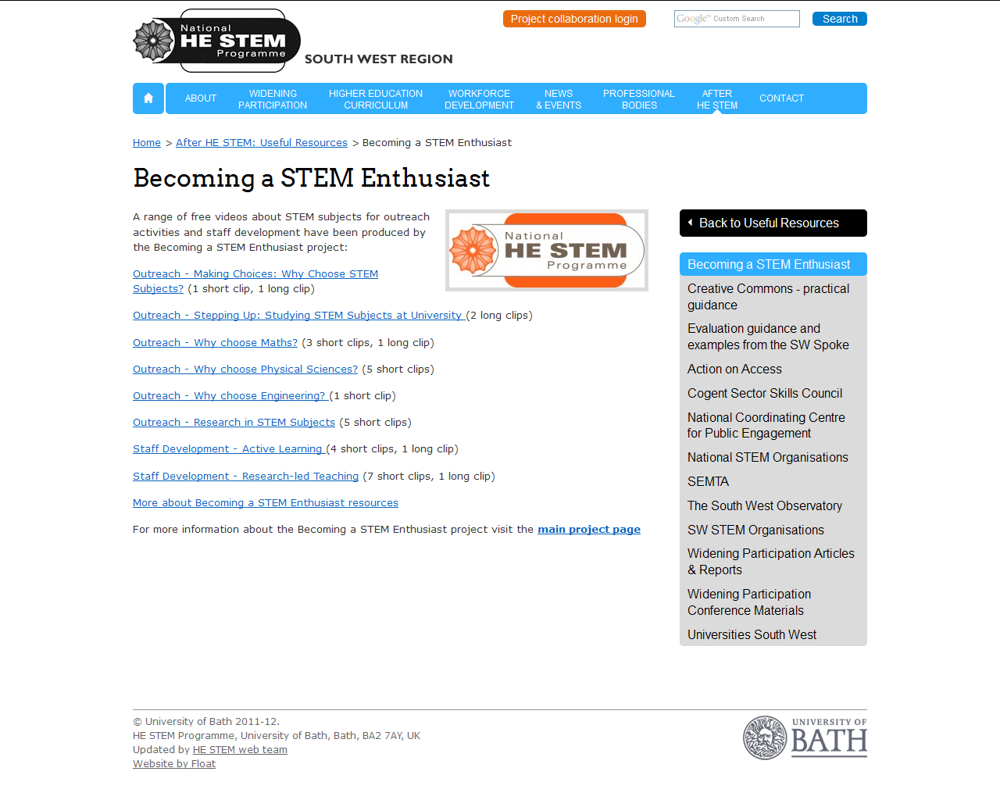 National
HE STEM
Programme
SOUTH WEST REGION
Project collaboration login
Google™ Custom Search
Search
ABOUT
WIDENING
PARTICIPATION
HIGHER EDUCATION
CURRICULUM
WORKFORCE
DEVELOPMENT
NEWS
& EVENTS
PROFESSIONAL
BODIES
AFTER
HE STEM
CONTACT
Home > After HE STEM: Useful Resources > Becoming a STEM Enthusiast
Becoming a STEM Enthusiast
A range of free videos about STEM subjects for outreach
activities and staff development have been produced by
the Becoming a STEM Enthusiast project:
National
HE STEM
Programme
Outreach - Making Choices: Why Choose STEM
Subjects? (1 short clip, 1 long clip)
Outreach - Stepping Up: Studying STEM Subjects at University (2 long clips)
Outreach - Why choose Maths? (3 short clips, 1 long clip)
Outreach - Why choose Physical Sciences? (5 short clips)
Outreach - Why choose Engineering? (1 short clip)
Outreach - Research in STEM Subjects (5 short clips)
Staff Development - Active Learning (4 short clips, 1 long clip)
Staff Development - Research-led Teaching (7 short clips, 1 long clip)
More about Becoming a STEM Enthusiast resources
For more information about the Becoming a STEM Enthusiast project visit the main project page
Back to Useful Resources
Becoming a STEM Enthusiast
Creative Commons - practical
guidance
Evaluation guidance and
examples from the SW Spoke
Action on Access
Cogent Sector Skills Council
National Coordinating Centre
for Public Engagement
National STEM Organisations
SEMTA
The South West Observatory
SW STEM Organisations
Widening Participation Articles
& Reports
Widening Participation
Conference Materials
Universities South West
© University of Bath 2011-12.
HE STEM Programme, University of Bath, Bath, BA2 7AY, UK
Updated by HE STEM web team
Website by Float
UNIVERSITY OF
BATH